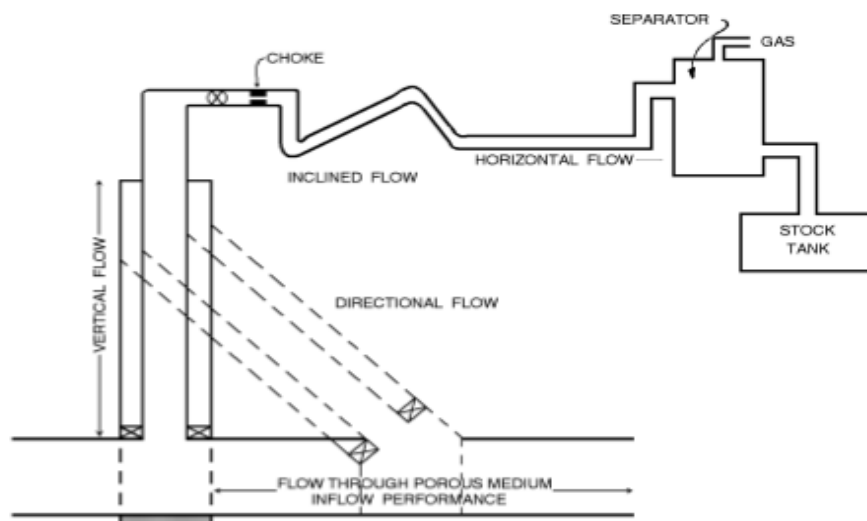 SEPARATOR
GAS
CHOKE
HORIZONTAL FLOW
INCLINED FLOW
STOCK
TANK
VERTICAL FLOW
DIRECTIONAL FLOW
FLOW THROUGH POROUS MEDIUM
INFLOW PERFORMANCE